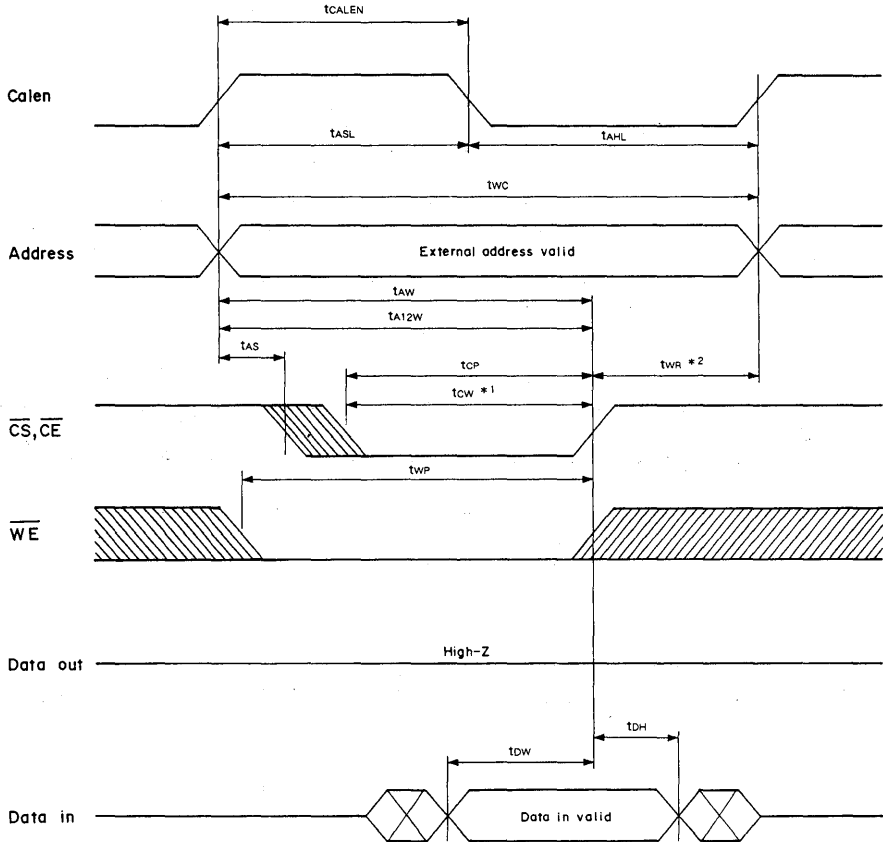 tCALEN
Calen
tASL
tAHL
tWC
Address
External address valid
tAW
tA12W
tAS
tCP
tWR *2
tCW *1
CS, CE
tWP
WE
High-Z
Data out
tDH
tDW
Data in
Data in valid